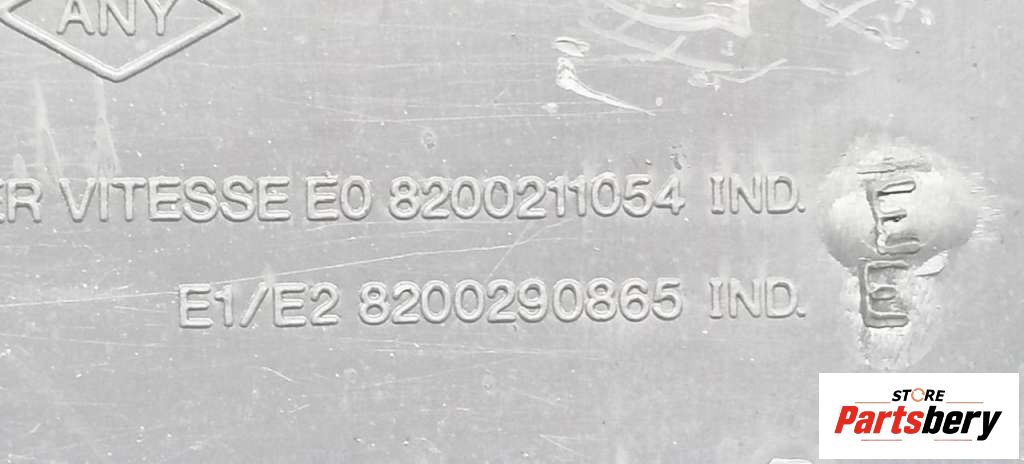 ANY
ER VITESSE E0 8200211054 IND. E
E1/E2 8200290865 IND. E
STORE
Partsbery